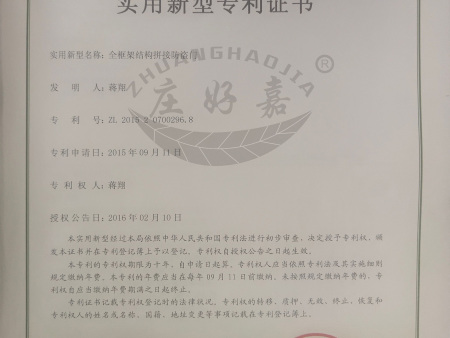 实用新型专利证书
实用新型名称：全框架结构拼接防盗门
ZHUANGHAOJIA
发 明 人：蒋翔
庄好嘉
专 利 号：ZL 2015 2 0700296.8
专利申请日：2015年09月11日
专 利 权 人：蒋翔
授权公告日：2016年02月10日
本实用新型经过本局依照中华人民共和国专利法进行初步审查，决定授予专利权，颁
发本证书并在专利登记簿上予以登记。专利权自授权公告之日起生效。
本专利的专利权期限为十年，自申请日起算。专利权人应当依照专利法及其实施细则
规定缴纳年费。本专利的年费应当在每年09月11日前缴纳。未按照规定缴纳年费的，专
利权自应当缴纳年费期满之日起终止。
专利证书记载专利权登记时的法律状况。专利权的转移、质押、无效、终止、恢复和
专利权人的姓名或名称、国籍、地址变更等事项记载在专利登记簿上。